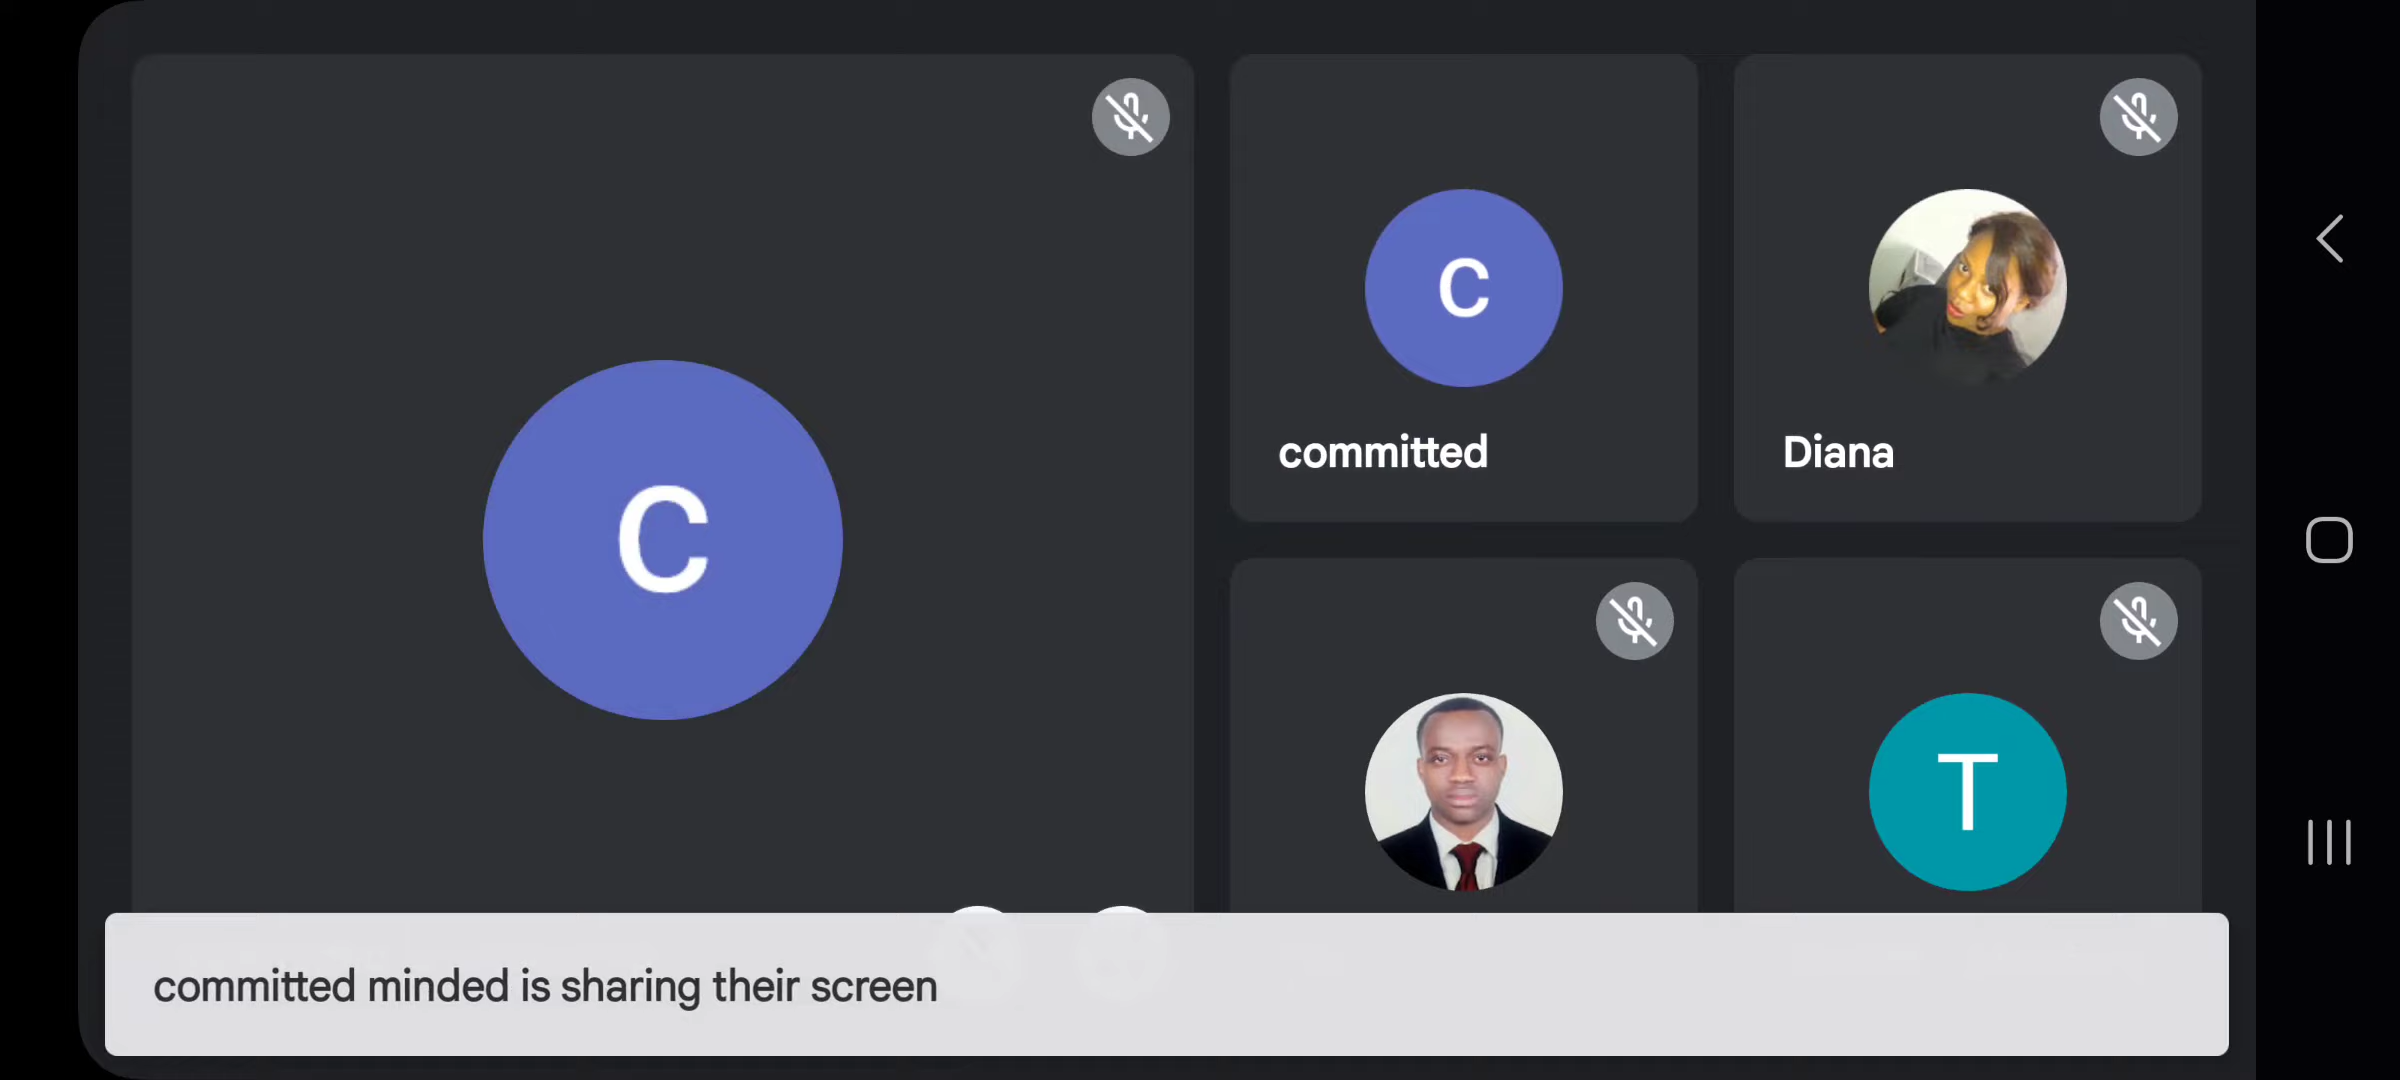 C
C
committed
Diana
T
committed minded is sharing their screen